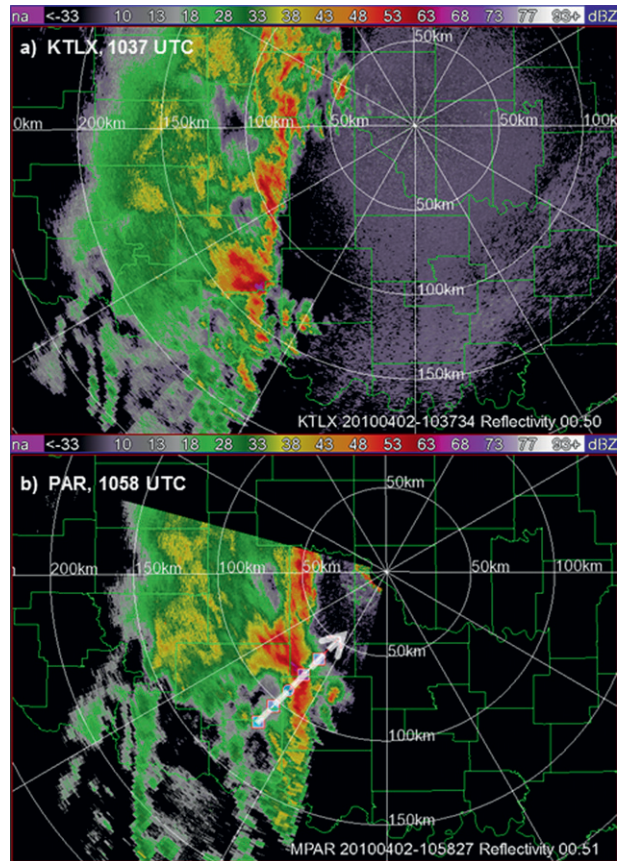 na <-33 10 13 18 28 33 38 43 48 53 63 68 73 77 93+ dBZ
a) KTLX, 1037 UTC
50km
0km 200km 150km 100km 50km 50km 100k
50km
100km
150km
KTLX 20100402-103734 Reflectivity 00:50
na <-33 10 13 18 28 33 38 43 48 53 63 68 73 77 93+ dBZ
b) PAR, 1058 UTC
50km
200km 150km 100km 50km 50km 100km
50km
100km
150km
MPAR 20100402-105827 Reflectivity 00:51